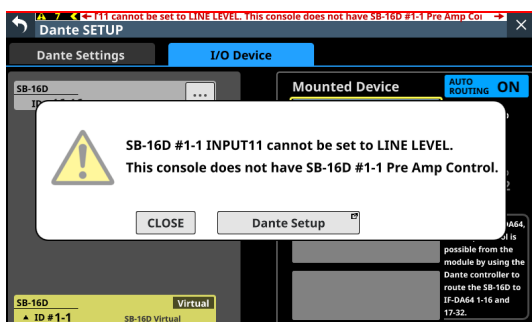 7 11 cannot be set to LINE LEVEL. This console does not have SB-16D #1-1 Pre Amp
Dante SETUP
Dante Settings
I/O Device
SB-16D
...
Mounted Device
AUTO ROUTING ON
SB-16D #1-1 INPUT11 cannot be set to LINE LEVEL.
This console does not have SB-16D #1-1 Pre Amp Control.
CLOSE
Dante Setup
possible from the
module by using the
Dante controller to
route the SB-16D to
IF-DA64 1-16 and
17-32.
SB-16D
Virtual
ID #1-1
SB-16D Virtual